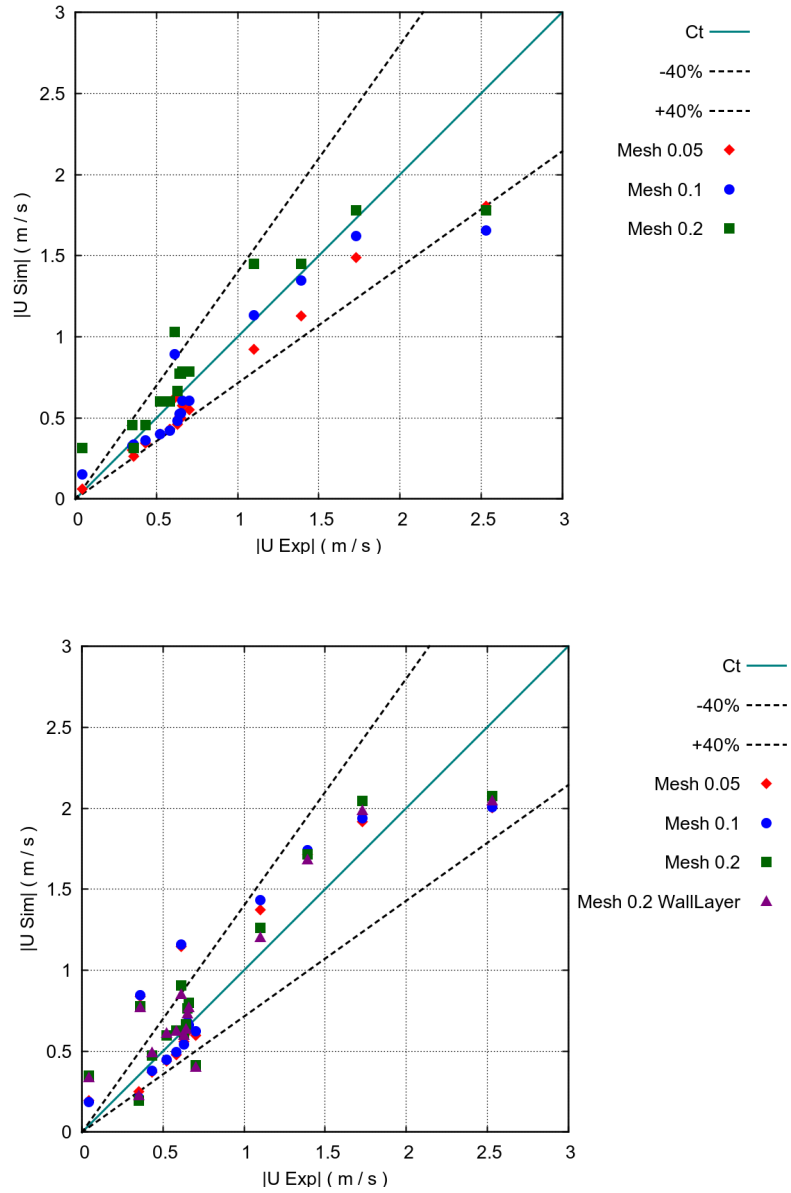 3
2.5
2
1.5
1
0.5
0
0 0.5 1 1.5 2 2.5 3
|U Sim| ( m / s )
|U Exp| ( m / s )
Ct
-40%
+40%
Mesh 0.05
Mesh 0.1
Mesh 0.2
3
2.5
2
1.5
1
0.5
0
0 0.5 1 1.5 2 2.5 3
|U Sim| ( m / s )
|U Exp| ( m / s )
Ct
-40%
+40%
Mesh 0.05
Mesh 0.1
Mesh 0.2
Mesh 0.2 WallLayer